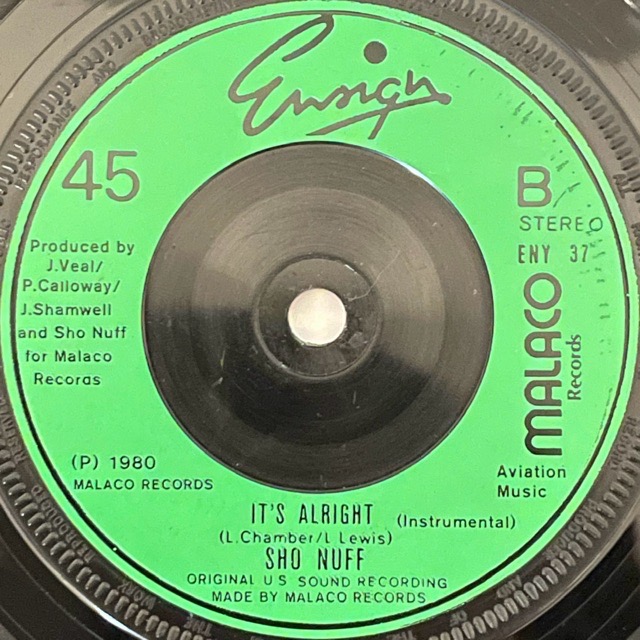 Ensign
45
B
STEREO
ENY 37
Produced by
J.Veal/
P.Calloway/
J.Shamwell
and Sho Nuff
for Malaco
Records
MALACO
Records
(P) 1980
MALACO RECORDS
Aviation
Music
IT'S ALRIGHT (Instrumental)
(L.Chamber/L Lewis)
SHO NUFF
ORIGINAL U S SOUND RECORDING
MADE BY MALACO RECORDS